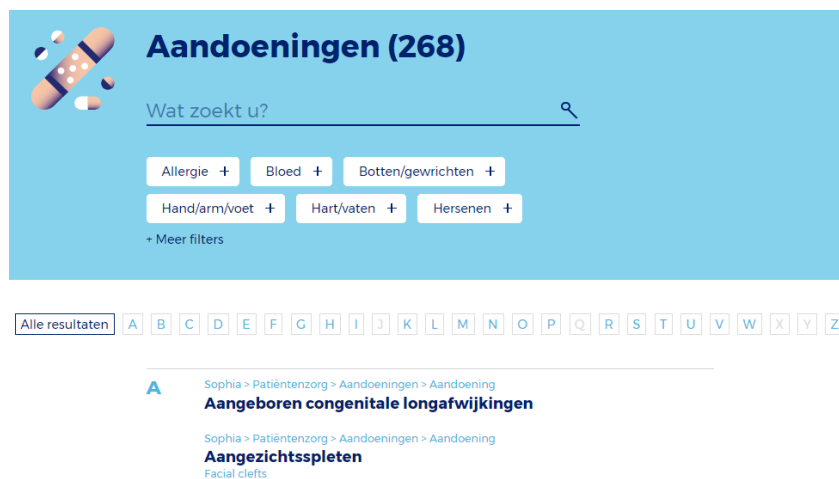 Aandoeningen (268)
Wat zoekt u?
Allergie + Bloed + Botten/gewrichten +
Hand/arm/voet + Hart/vaten + Hersenen +
+ Meer filters
Alle resultaten A B C D E F G H I J K L M N O P Q R S T U V W X Y Z
A Sophia > Patiëntenzorg > Aandoeningen > Aandoening
Aangeboren congenitale longafwijkingen
Sophia > Patiëntenzorg > Aandoeningen > Aandoening
Aangezichtsspleten
Facial clefts